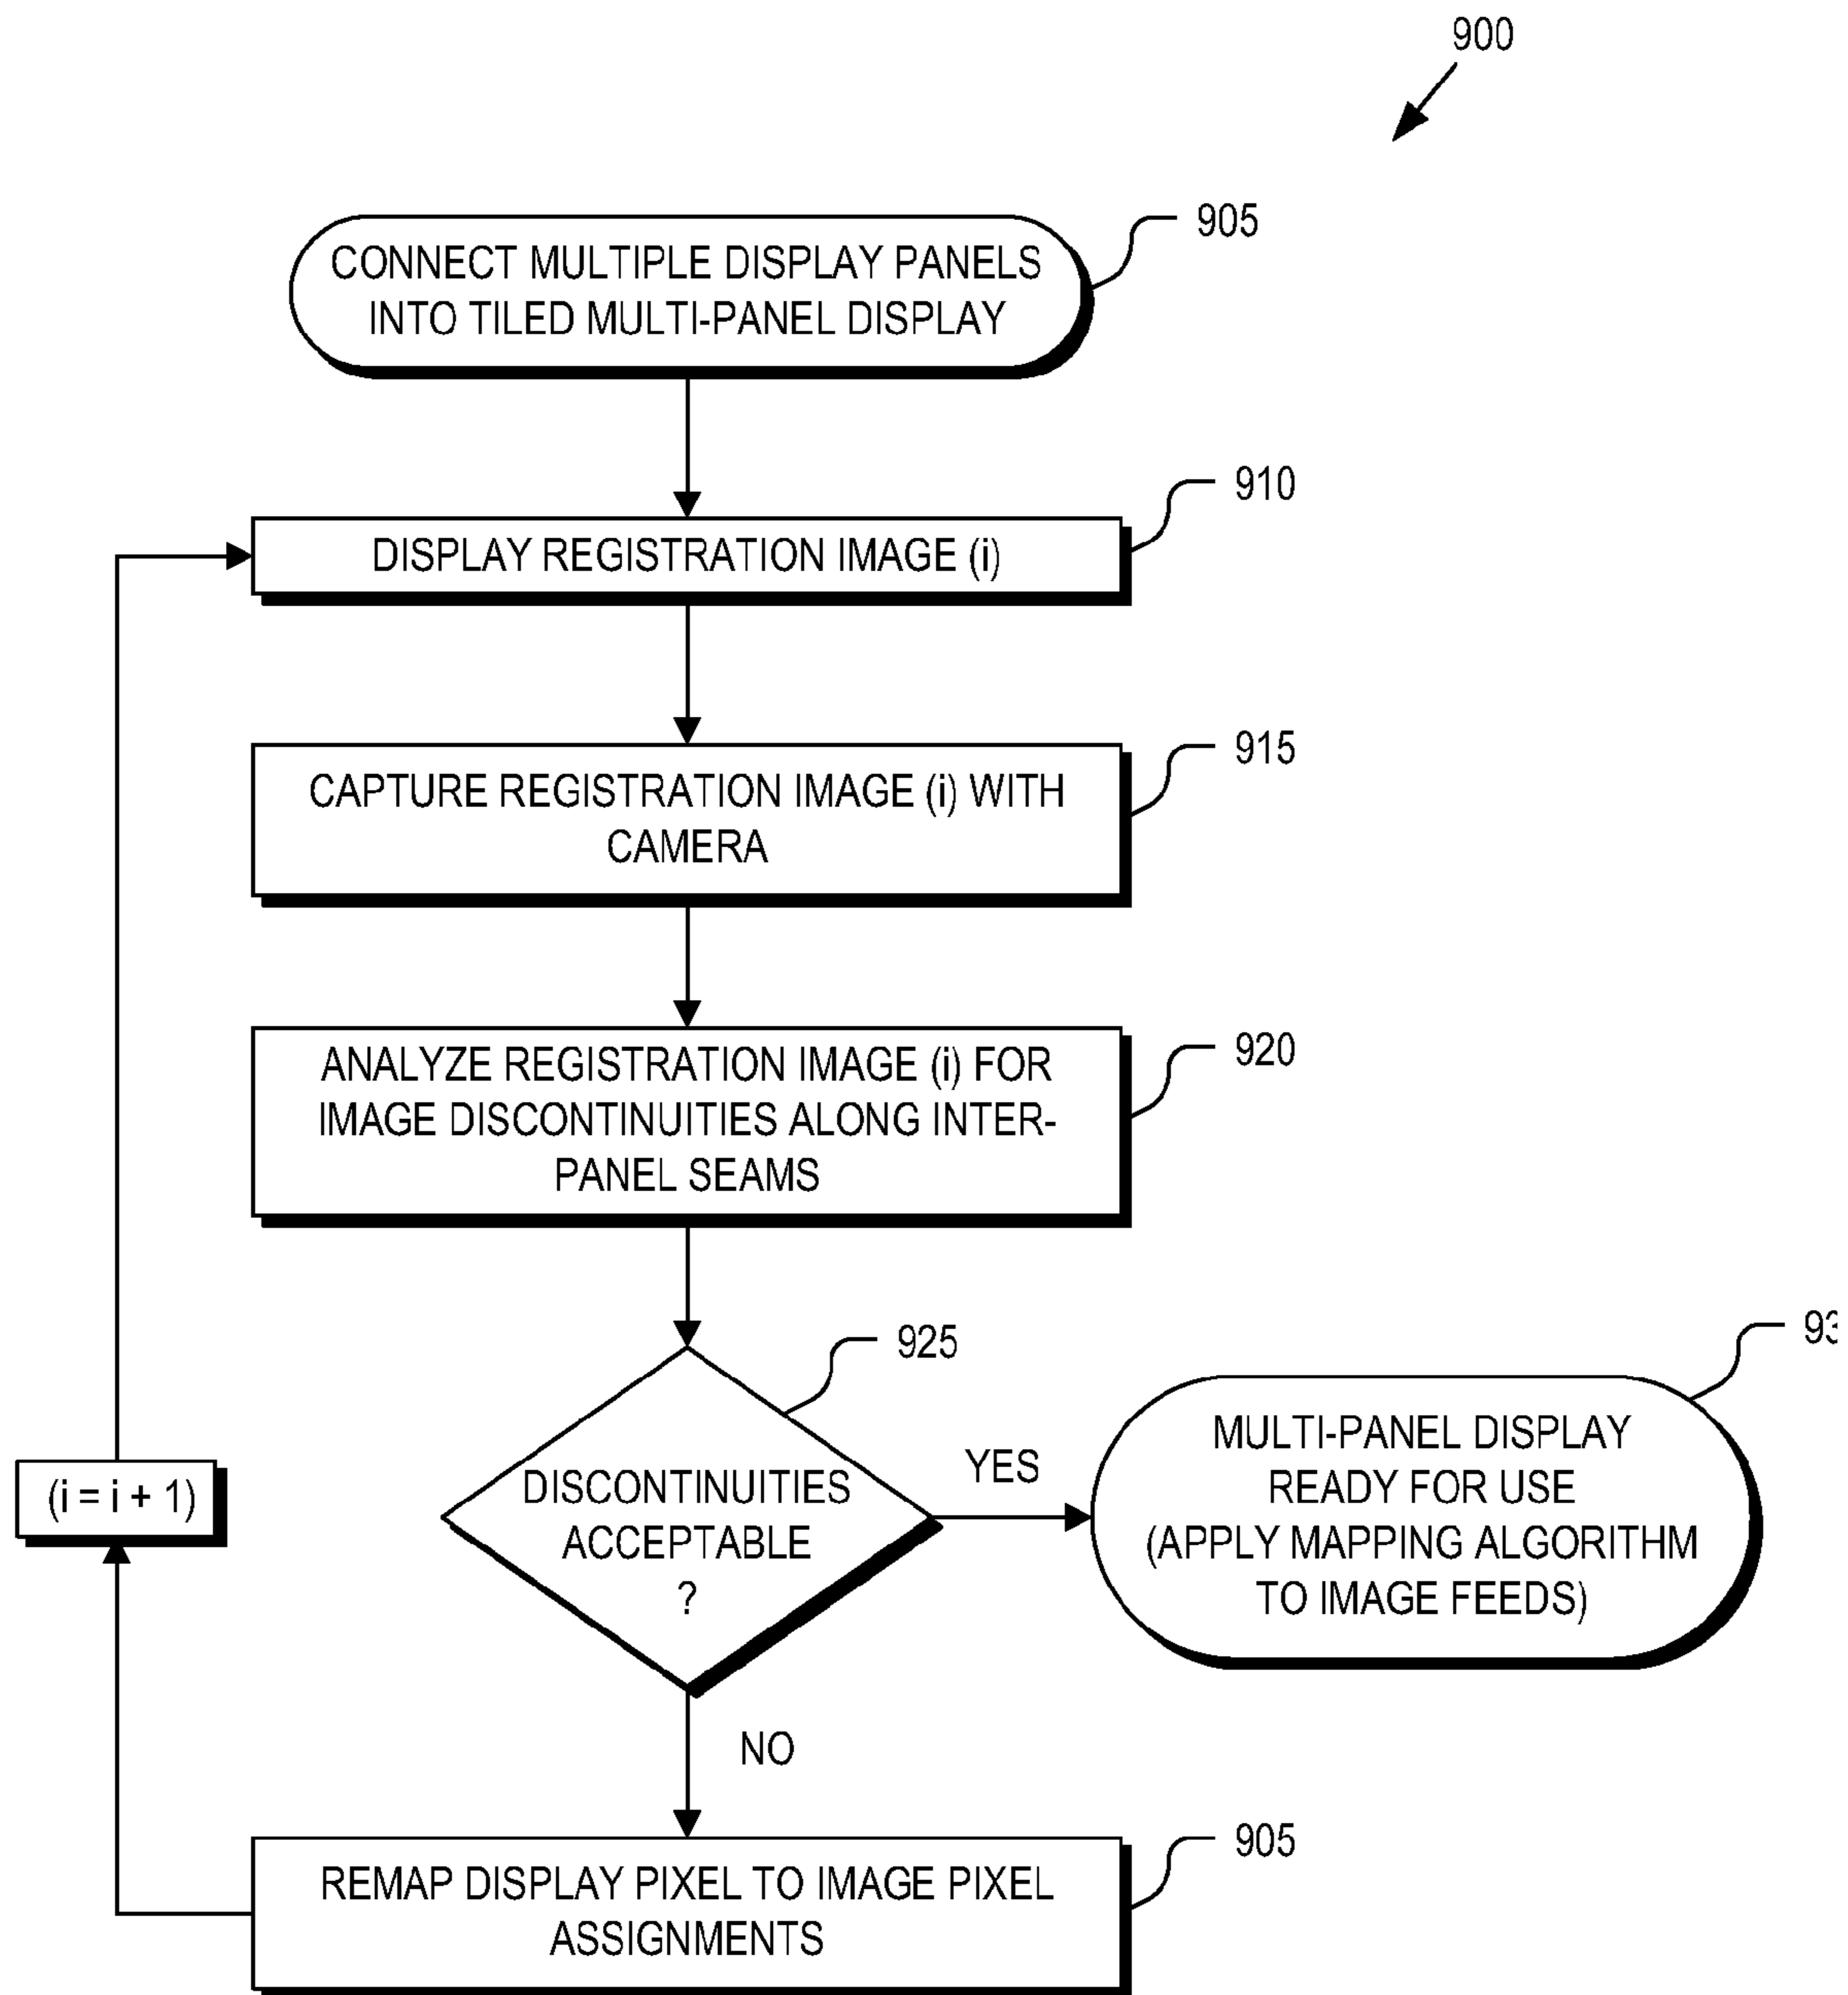 900
CONNECT MULTIPLE DISPLAY PANELS
INTO TILED MULTI-PANEL DISPLAY
905
DISPLAY REGISTRATION IMAGE (i)
910
CAPTURE REGISTRATION IMAGE (i) WITH
CAMERA
915
ANALYZE REGISTRATION IMAGE (i) FOR
IMAGE DISCONTINUITIES ALONG INTER-
PANEL SEAMS
920
DISCONTINUITIES
ACCEPTABLE
?
925
YES
MULTI-PANEL DISPLAY
READY FOR USE
(APPLY MAPPING ALGORITHM
TO IMAGE FEEDS)
NO
REMAP DISPLAY PIXEL TO IMAGE PIXEL
ASSIGNMENTS
905
(i = i + 1)